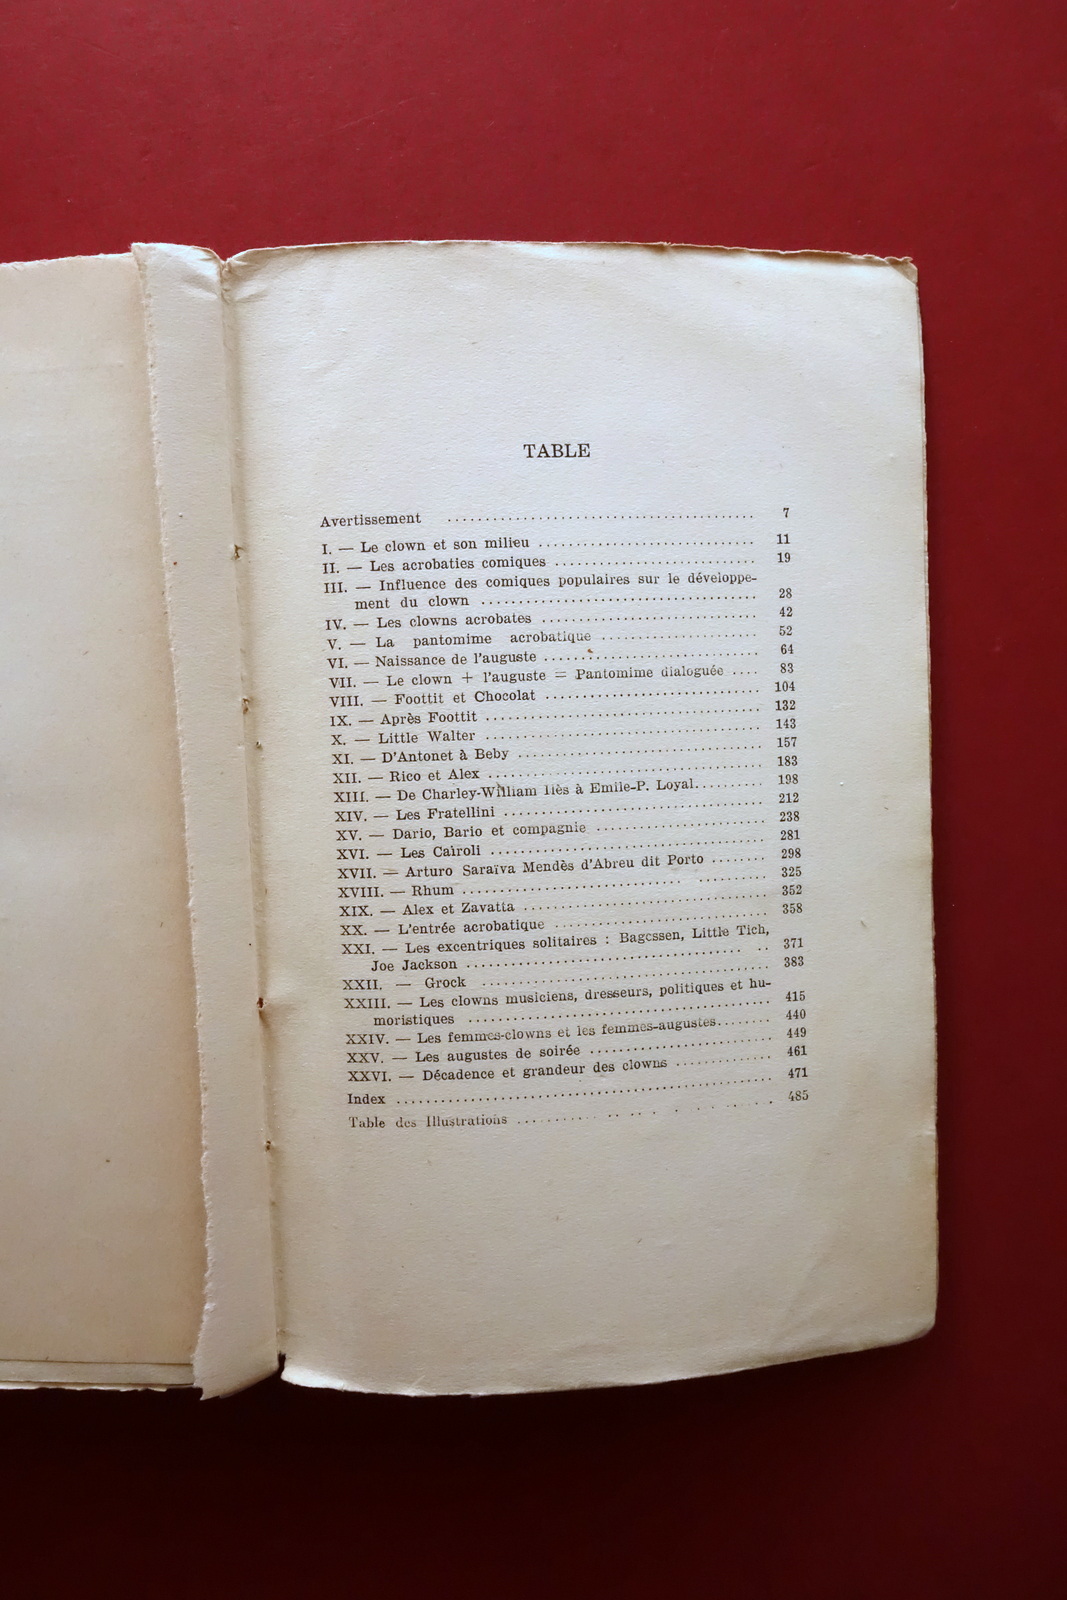 TABLE
Avertissement ........................................ 7
I. — Le clown et son milieu ............................. 11
II. — Les acrobaties comiques ........................... 19
III. — Influence des comiques populaires sur le développe-
ment du clown ..................................... 28
IV. — Les clowns acrobates ............................. 42
V. — La pantomime acrobatique ..................... 52
VI. — Naissance de l'auguste ............................ 64
VII. — Le clown + l'auguste = Pantomime dialoguée .... 83
VIII. — Foottit et Chocolat ............................. 104
IX. — Après Foottit ..................................... 132
X. — Little Walter ..................................... 143
XI. — D'Antonet à Beby ................................. 157
XII. — Rico et Alex ..................................... 183
XIII. — De Charley-William liès à Emile-P. Loyal.......... 198
XIV. — Les Fratellini ................................... 212
XV. — Dario, Bario et compagnie ...................... 238
XVI. — Les Cairoli ..................................... 281
XVII. — Arturo Saraïva Mendès d'Abreu dit Porto ........ 298
XVIII. — Rhum ......................................... 325
XIX. — Alex et Zavatta ................................. 352
XX. — L'entrée acrobatique ............................. 358
XXI. — Les excentriques solitaires : Bagessen, Little Tich,
Joe Jackson ....................................... 371
XXII. — Grock ....................................... 383
XXIII. — Les clowns musiciens, dresseurs, politiques et hu-
moristiques ....................................... 415
XXIV. — Les femmes-clowns et les femmes-augustes........ 440
XXV. — Les augustes de soirée ......................... 449
XXVI. — Décadence et grandeur des clowns ............. 461
Index ................................................. 471
Table des Illustrations ............................... 485